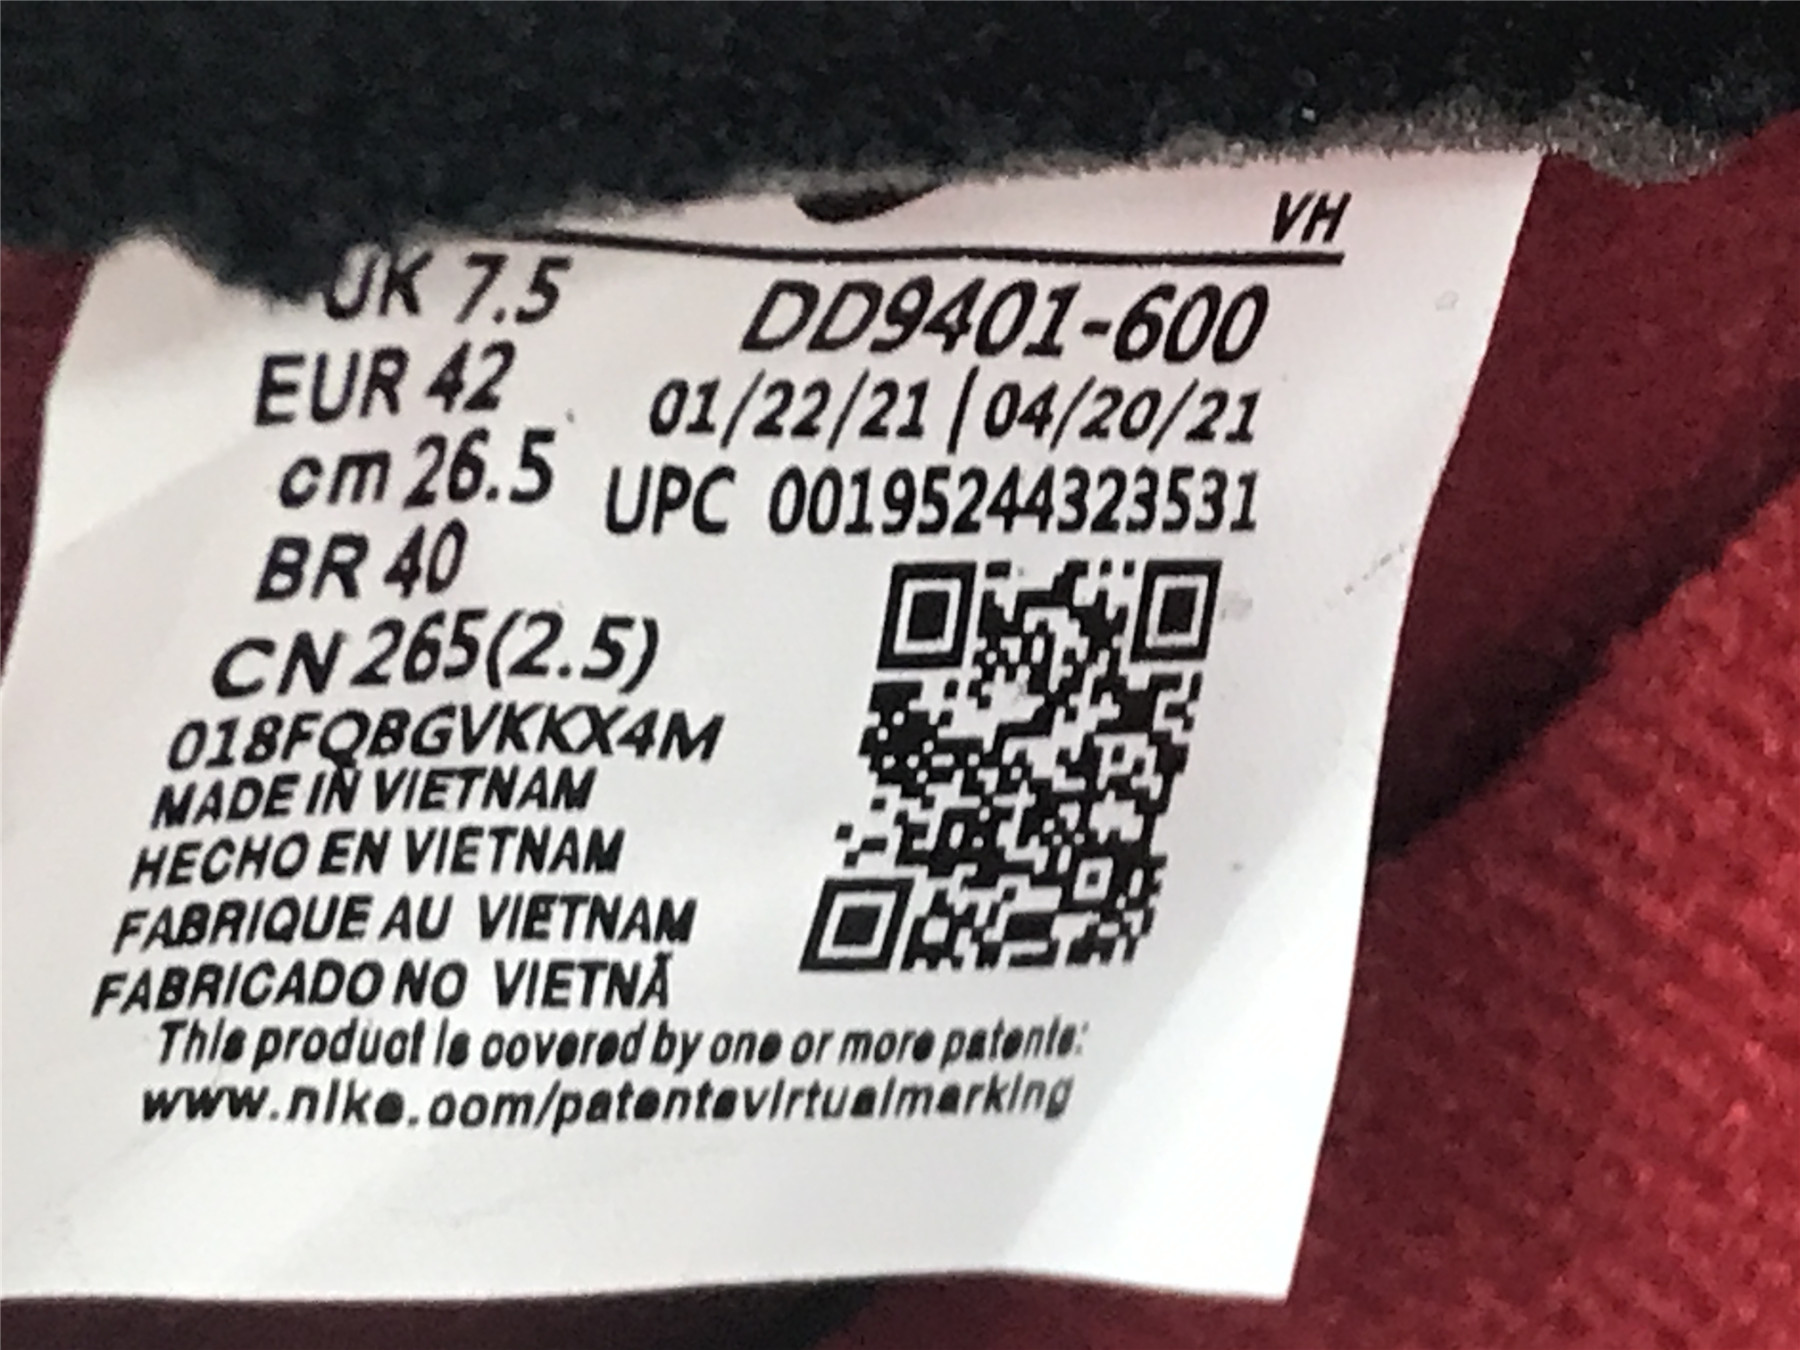 VH
UK 7.5
EUR 42
cm 26.5
BR 40
CN 265(2.5)
DD9401-600
01/22/21 | 04/20/21
UPC 00195244323531
018FQBGVKKX4M
MADE IN VIETNAM
HECHO EN VIETNAM
FABRIQUE AU VIETNAM
FABRICADO NO VIETNÃ
This product is covered by one or more patents:
www.nike.com/patentsvirtualmarking